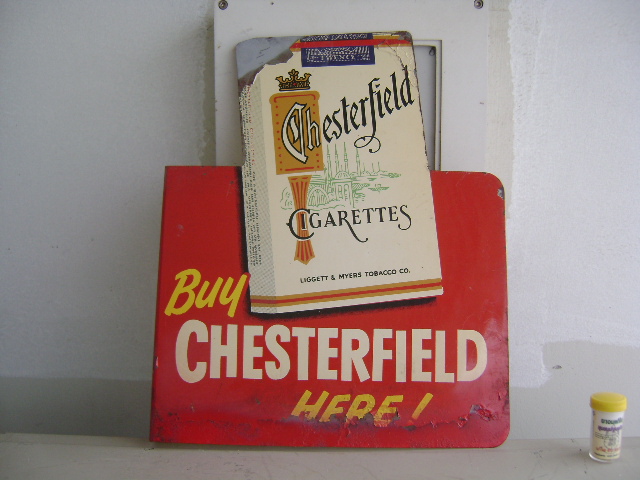 Chesterfield
CIGARETTES
LIGGETT & MYERS TOBACCO CO.
Buy
CHESTERFIELD
HERE!